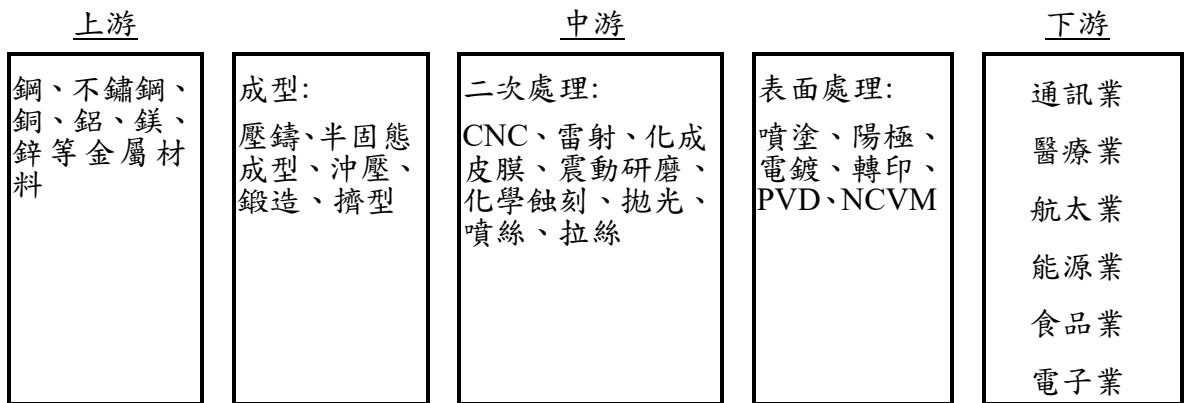 上游
中游
下游
鋼、不鏽鋼、
銅、鋁、鎂、
鋅等金屬材
料
成型:
壓鑄、半固態
成型、沖壓、
鍛造、擠型
二次處理:
CNC、雷射、化成
皮膜、震動研磨、
化學蝕刻、拋光、
噴絲、拉絲
表面處理:
噴塗、陽極、
電鍍、轉印、
PVD、NCVM
通訊業
醫療業
航太業
能源業
食品業
電子業